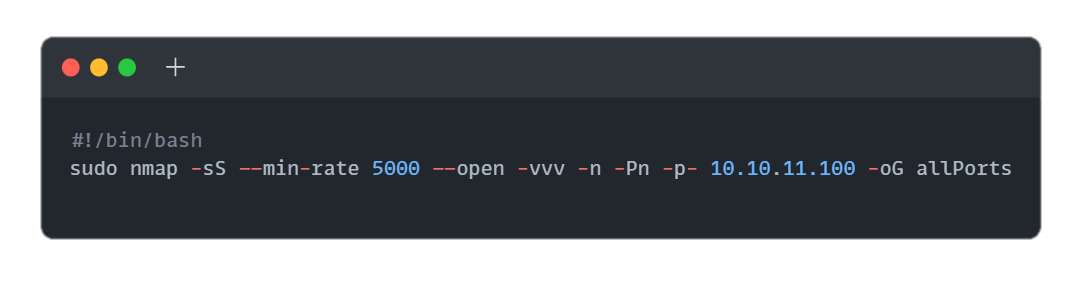 #!/bin/bash
sudo nmap -sS --min-rate 5000 --open -vvv -n -Pn -p- 10.10.11.100 -oG allPorts